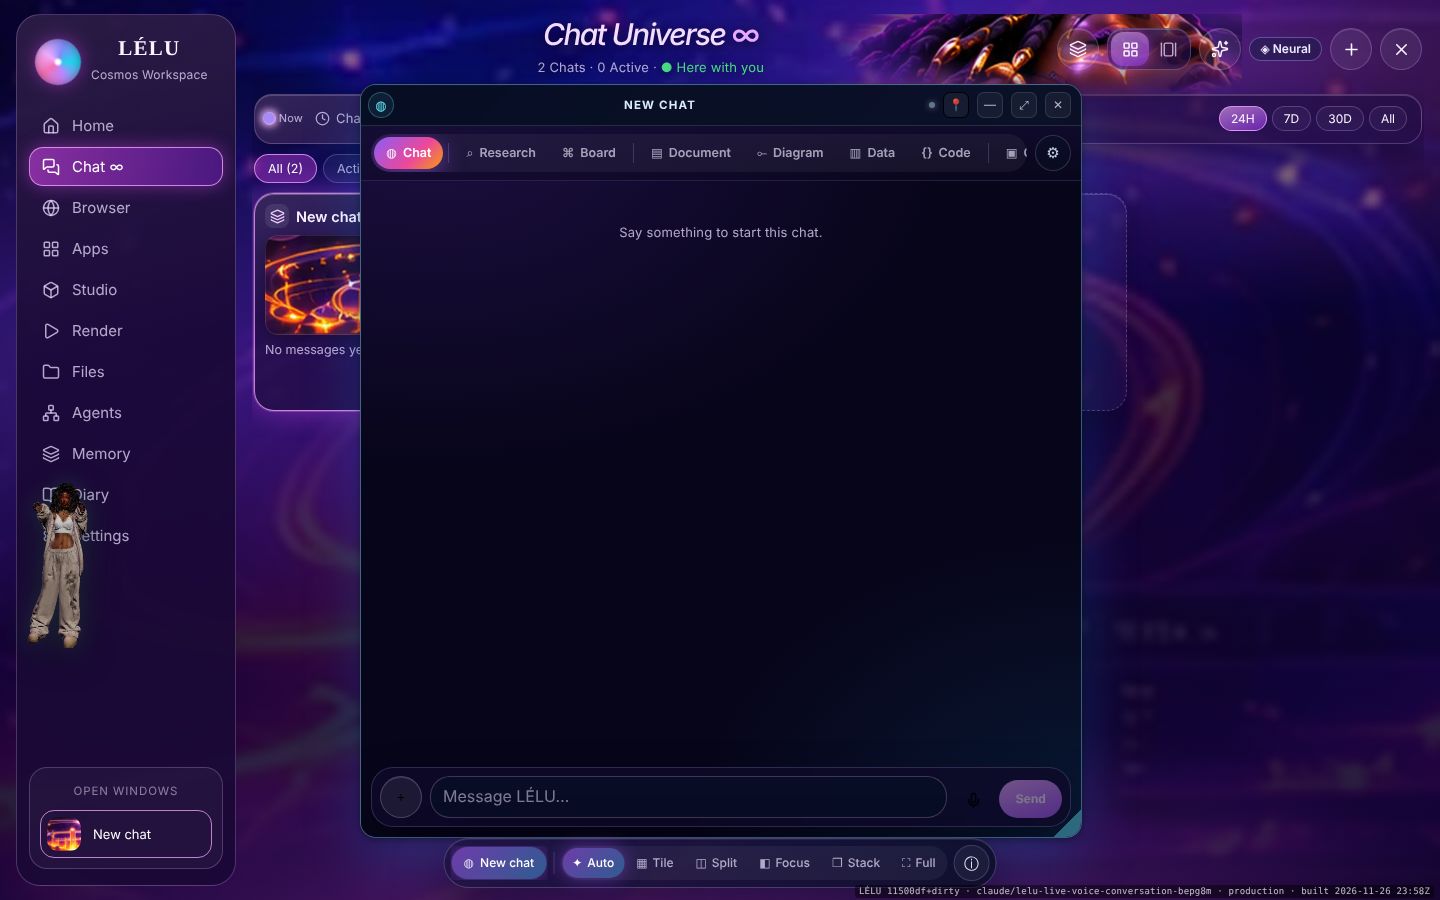 LÉLU
Cosmos Workspace
Home
Chat ∞
Browser
Apps
Studio
Render
Files
Agents
Memory
Diary
ettings
OPEN WINDOWS
New chat
Chat Universe ∞
2 Chats · 0 Active · ● Here with you
◈ Neural
Now
Cha
24H 7D 30D All
All (2)
Acti
New chat
No messages ye
NEW CHAT
Chat
Research
Board
Document
Diagram
Data
{} Code
Say something to start this chat.
Message LÉLU...
Send
New chat
Auto
Tile
Split
Focus
Stack
Full
LÉLU 11500df+dirty · claude/lelu-live-voice-conversation-bepg8m · production · built 2026-11-26 23:58Z